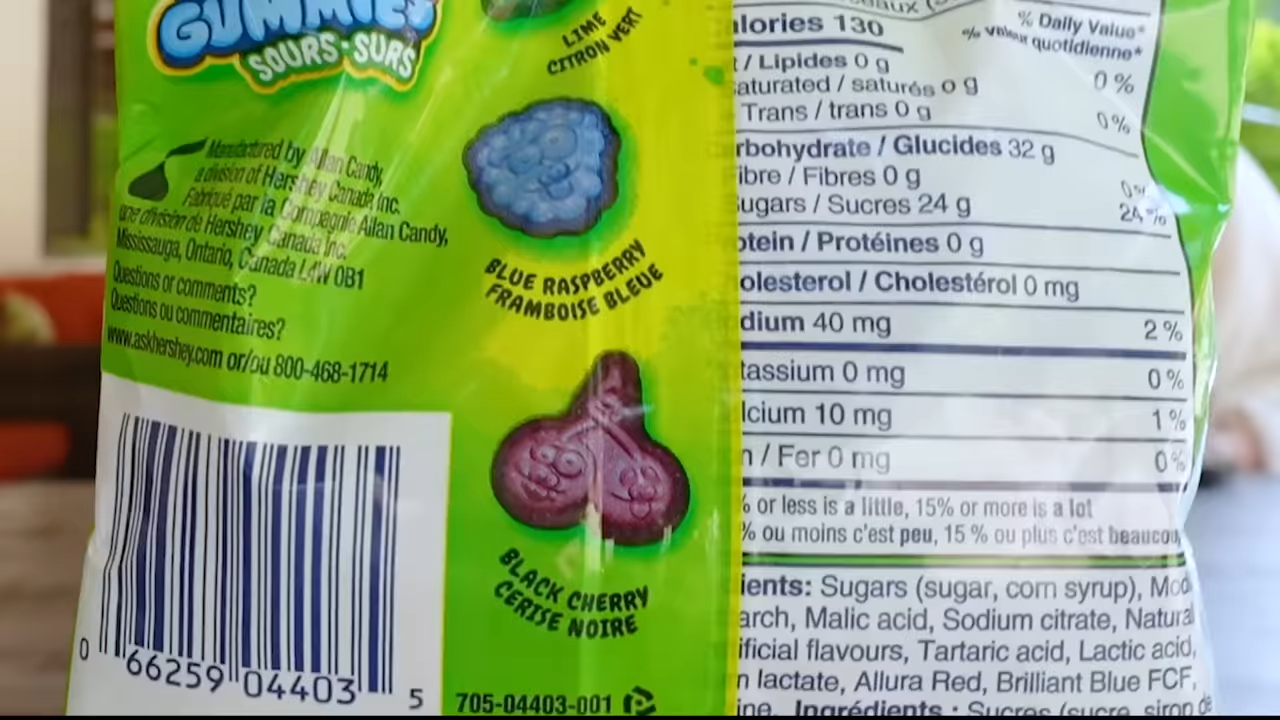 GUMMIES
SOURS-SURS
LIME
CITRON VERT
Manufactured by Allan Candy,
a division of Hershey Canada Inc.
Fabriqué par la Compagnie Allan Candy,
une division de Hershey Canada Inc.
Mississauga, Ontario, Canada L4W 0B1
Questions or comments?
Questions ou commentaires?
www.askhershey.com or/ou 800-468-1714
BLUE RASPBERRY
FRAMBOISE BLEUE
BLACK CHERRY
CERISE NOIRE
0 66259 04403 5
705-04403-001
alories 130
% Daily Value*
% valeur quotidienne*
t / Lipides 0 g
0 %
aturated / saturés 0 g
Trans / trans 0 g
0%
rbohydrate / Glucides 32 g
ibre / Fibres 0 g
0%
ugars / Sucres 24 g
24%
otein / Protéines 0 g
olesterol / Cholestérol 0 mg
dium 40 mg
2 %
tassium 0 mg
0 %
lcium 10 mg
1 %
n / Fer 0 mg
0%
% or less is a little, 15% or more is a lot
% ou moins c'est peu, 15 % ou plus c'est beaucou
ients: Sugars (sugar, corn syrup), Mod
arch, Malic acid, Sodium citrate, Natural
ificial flavours, Tartaric acid, Lactic acid,
n lactate, Allura Red, Brilliant Blue FCF,
ine. Ingrédients : Sucres (sucre, sirop de